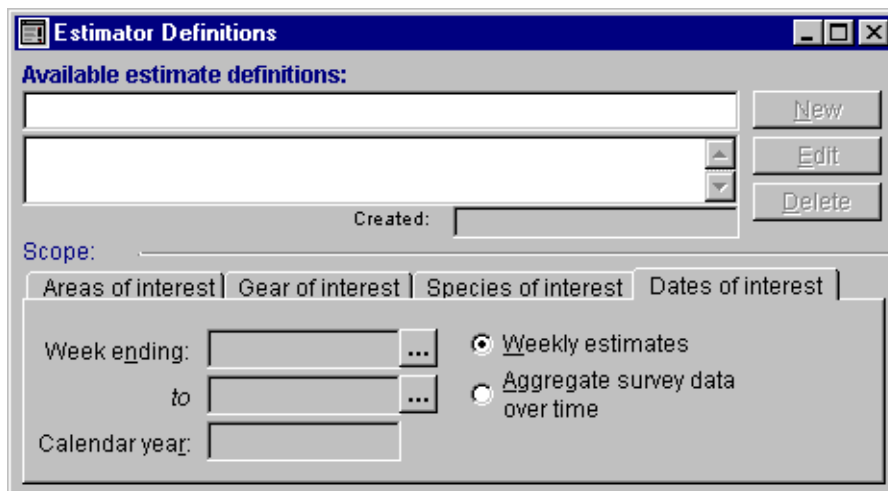 Estimator Definitions
Available estimate definitions:
New
Edit
Delete
Created:
Scope:
Areas of interest Gear of interest Species of interest Dates of interest
Week ending: ... Weekly estimates
to ... Aggregate survey data
over time
Calendar year: